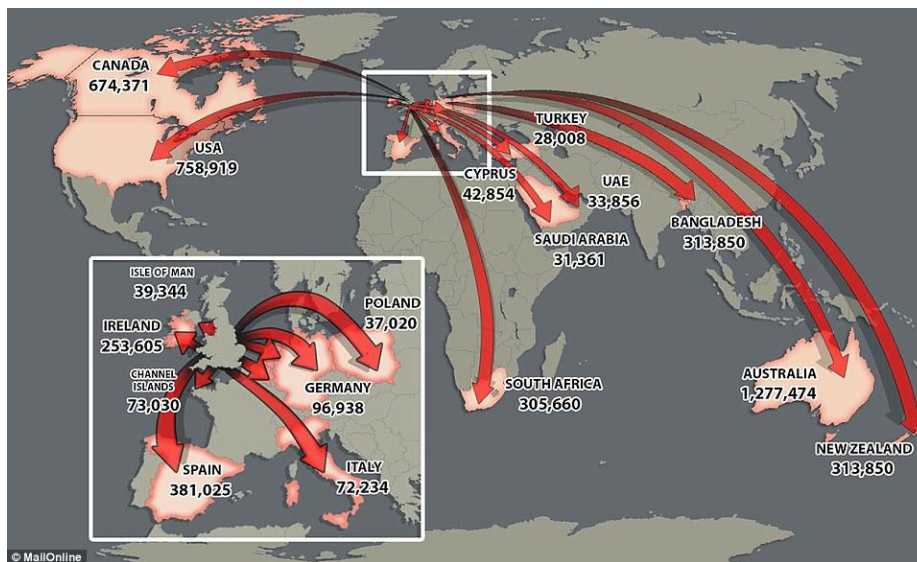 CANADA
674,371
USA
758,919
TURKEY
28,008
CYPRUS
42,854
UAE
33,856
BANGLADESH
313,850
SAUDI ARABIA
31,361
SOUTH AFRICA
305,660
AUSTRALIA
1,277,474
NEW ZEALAND
313,850
ISLE OF MAN
39,344
POLAND
37,020
IRELAND
253,605
CHANNEL
ISLANDS
73,030
GERMANY
96,938
SPAIN
381,025
ITALY
72,234
© MailOnline